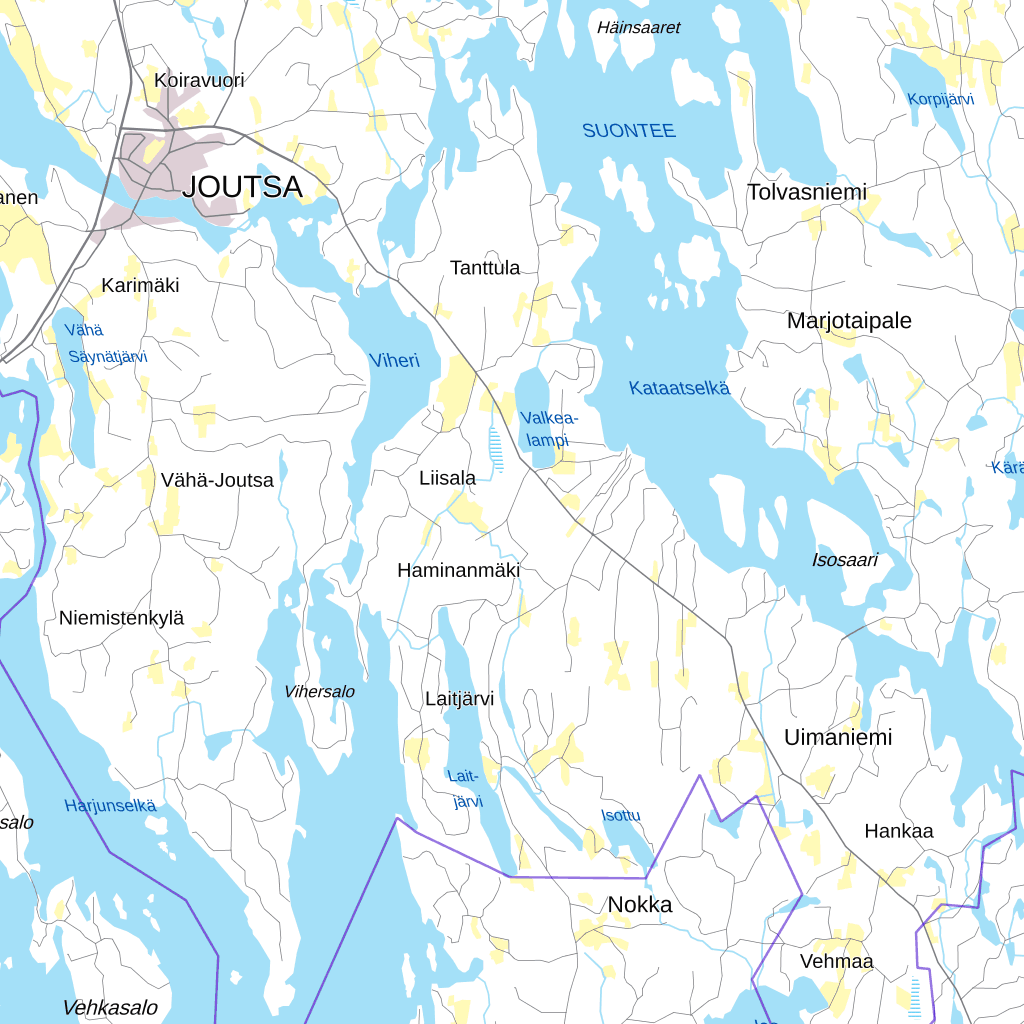 Häinsaaret
Koiravuori
Korpijärvi
SUONTEE
JOUTSA
Tolvasniemi
anen
Tanttula
Karimäki
Marjotaipale
Vähä
Säynätjärvi
Viheri
Kataatselkä
Valkea-
lampi
Kärä
Liisala
Vähä-Joutsa
Isosaari
Haminanmäki
Niemistenkylä
Vihersalo
Laitjärvi
Uimaniemi
Lait-
järvi
Harjunselkä
Isottu
salo
Hankaa
Nokka
Vehmaa
Vehkasalo